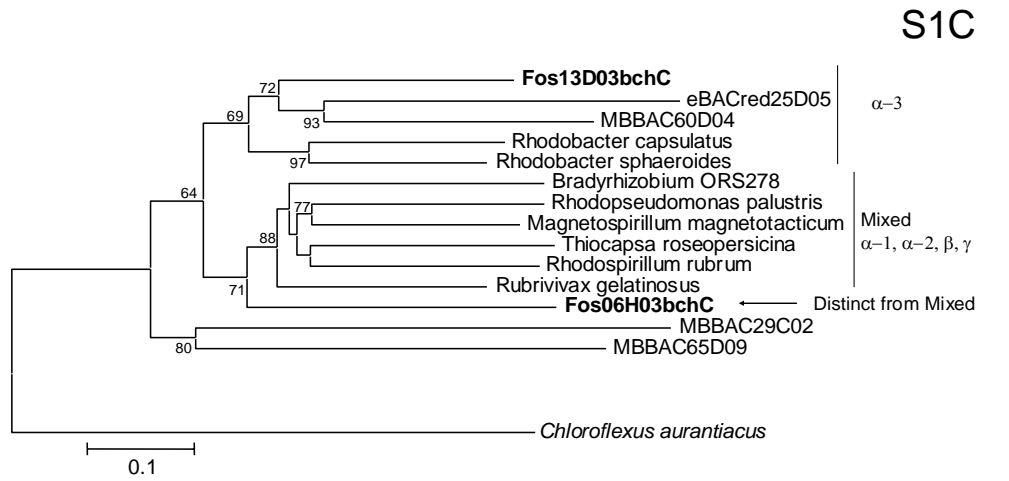 S1C
72
Fos13D03bchC
eBACred25D05
93
MBBAC60D04
α−3
69
Rhodobacter capsulatus
97
Rhodobacter sphaeroides
64
Bradyrhizobium ORS278
77
Rhodopseudomonas palustris
Magnetospirillum magnetotacticum
Mixed
88
Thiocapsa roseopersicina
α−1, α−2, β, γ
Rhodospirillum rubrum
71
Rubrivivax gelatinosus
Fos06H03bchC
Distinct from Mixed
MBBAC29C02
80
MBBAC65D09
Chloroflexus aurantiacus
0.1